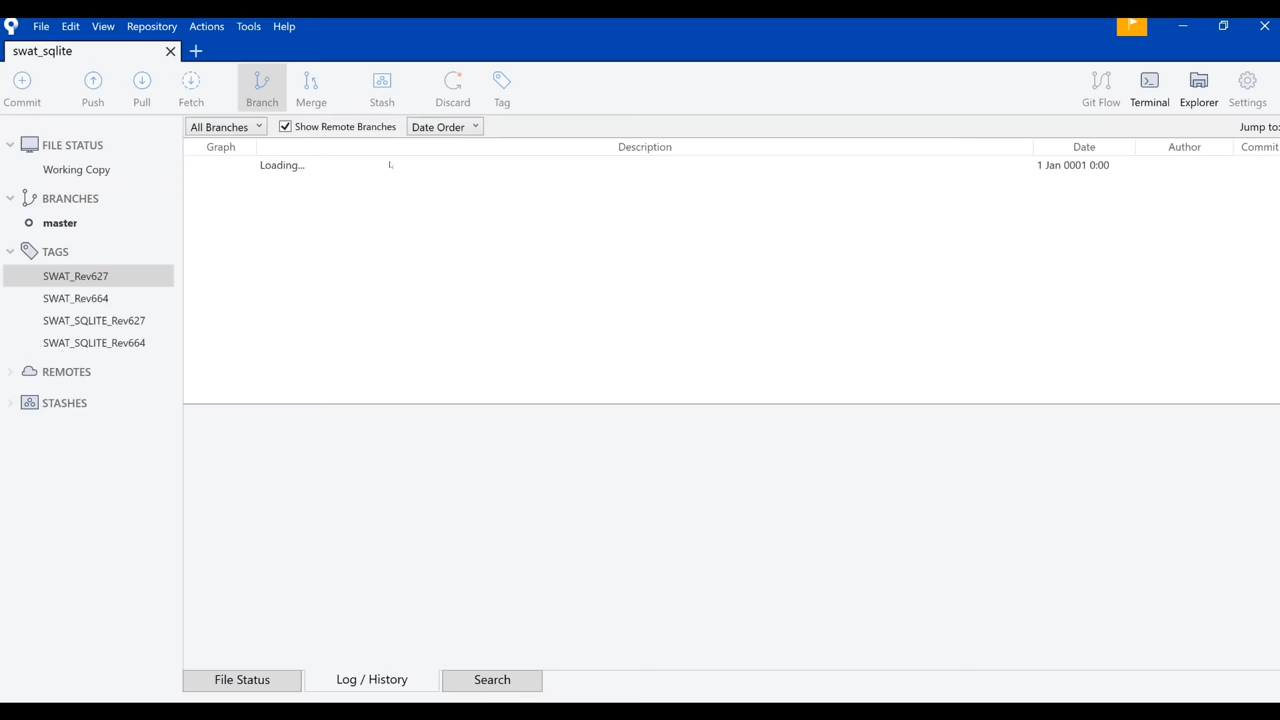 File Edit View Repository Actions Tools Help
swat_sqlite
Commit Push Pull Fetch Branch Merge Stash Discard Tag Git Flow Terminal Explorer Settings
All Branches Show Remote Branches Date Order Jump to:
Graph Description Date Author Commit
Loading... 1 Jan 0001 0:00
FILE STATUS
Working Copy
BRANCHES
master
TAGS
SWAT_Rev627
SWAT_Rev664
SWAT_SQLITE_Rev627
SWAT_SQLITE_Rev664
REMOTES
STASHES
File Status Log / History Search